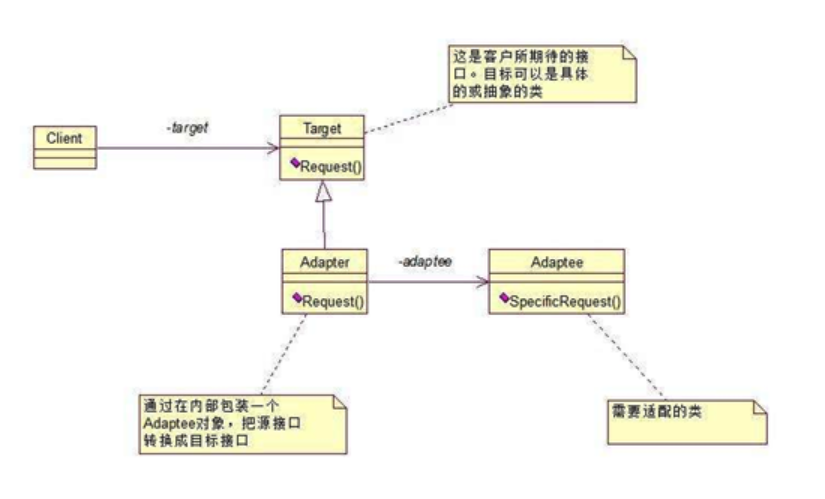 这是客户所期待的接
口。目标可以是具体
的或抽象的类
-target
Client
Target
Request()
Adapter
-adaptee
Adaptee
Request()
SpecificRequest()
通过在内部包装一个
Adaptee对象，把源接口
转换成目标接口
需要适配的类